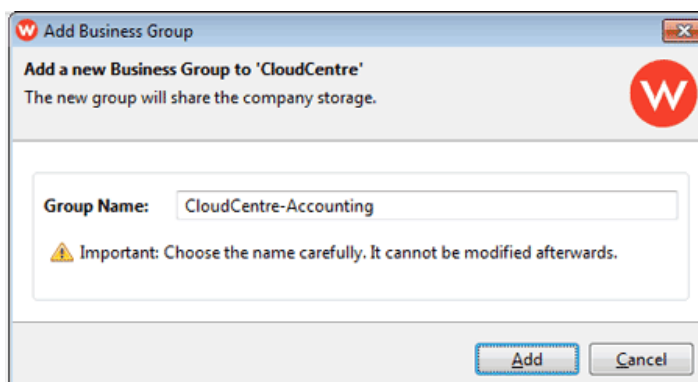 Add Business Group
Add a new Business Group to 'CloudCentre'
The new group will share the company storage.
W
Group Name: CloudCentre-Accounting
Important: Choose the name carefully. It cannot be modified afterwards.
Add Cancel